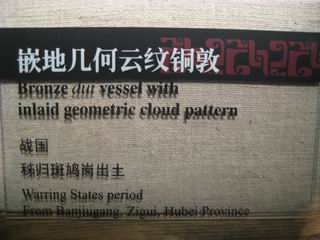 嵌地几何云纹铜敦
Bronze dui vessel with
inlaid geometric cloud pattern
战国
秭归斑鸠岗出土
Warring States period
From Banjiugang, Zigui, Hubei Province